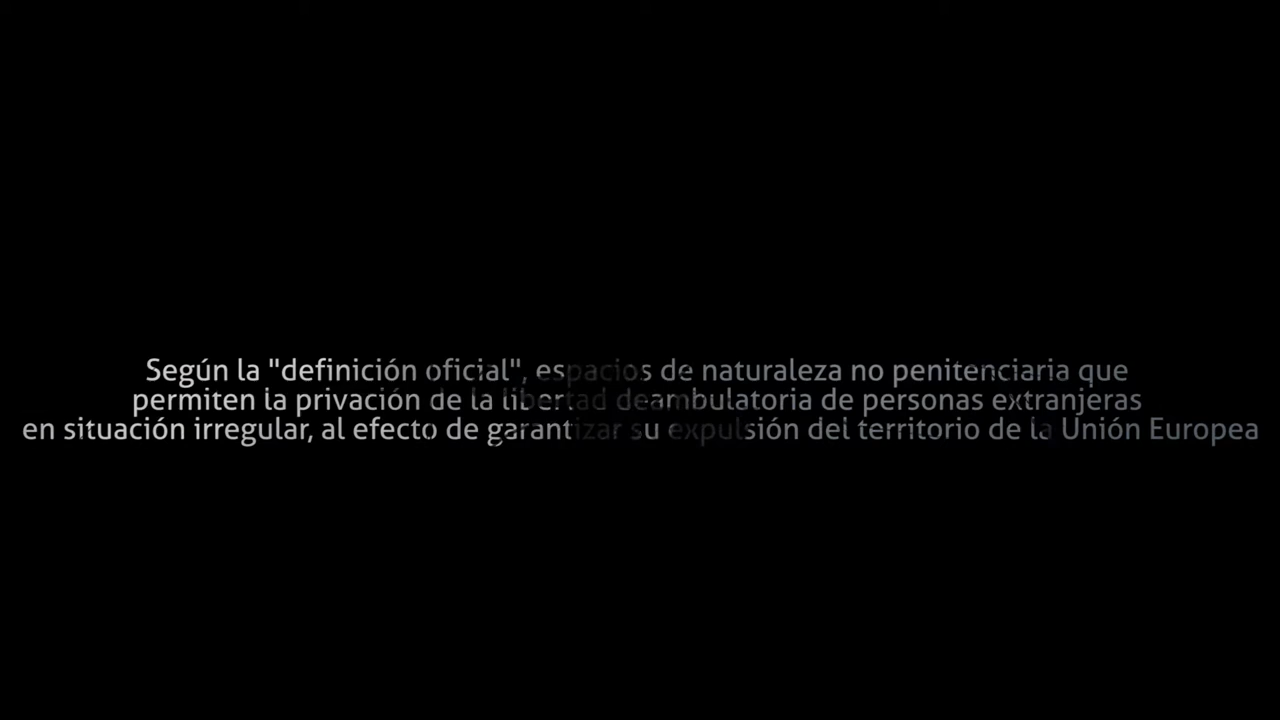 Según la "definición oficial", espacios de naturaleza no penitenciaria que
permiten la privación de la libertad deambulatoria de personas extranjeras
en situación irregular, al efecto de garantizar su expulsión del territorio de la Unión Europea